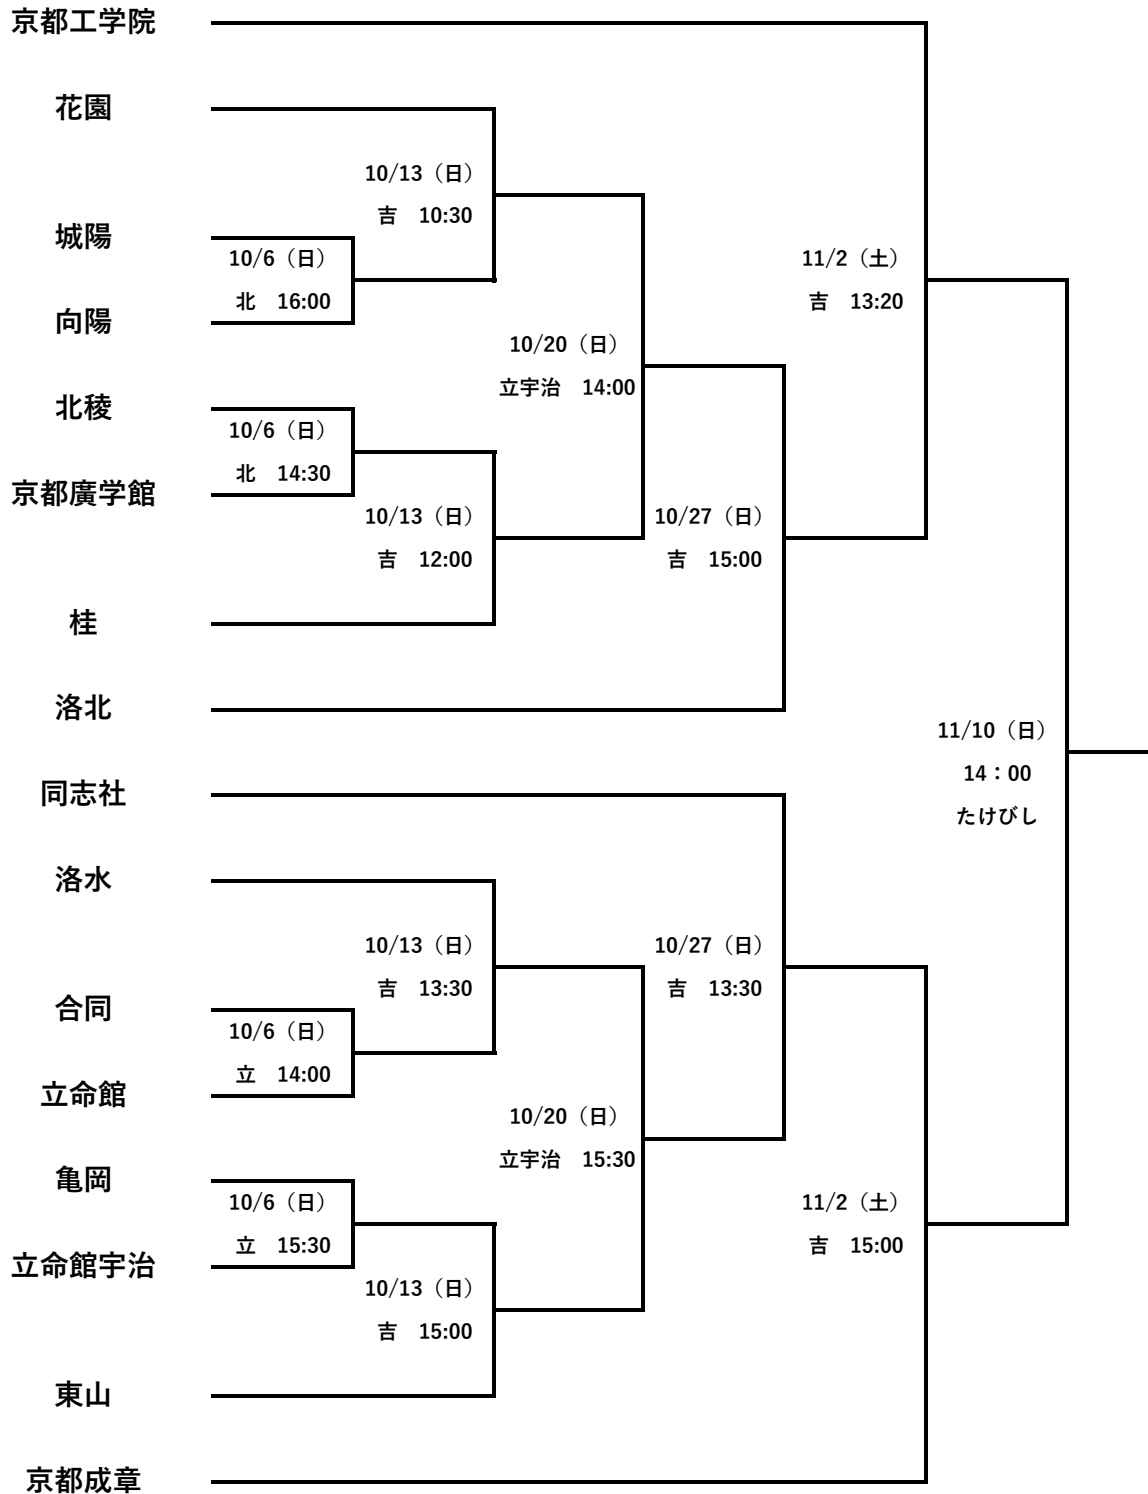 京都工学院
花園
10/13（日）
吉　10:30
城陽
10/6（日）
北　16:00
向陽
11/2（土）
吉　13:20
10/20（日）
立宇治　14:00
北稜
10/6（日）
北　14:30
京都廣学館
10/13（日）
吉　12:00
10/27（日）
吉　15:00
桂
洛北
11/10（日）
14：00
たけびし
同志社
洛水
10/13（日）
吉　13:30
10/27（日）
吉　13:30
合同
10/6（日）
立　14:00
立命館
10/20（日）
立宇治　15:30
亀岡
10/6（日）
立　15:30
立命館宇治
11/2（土）
吉　15:00
10/13（日）
吉　15:00
東山
京都成章